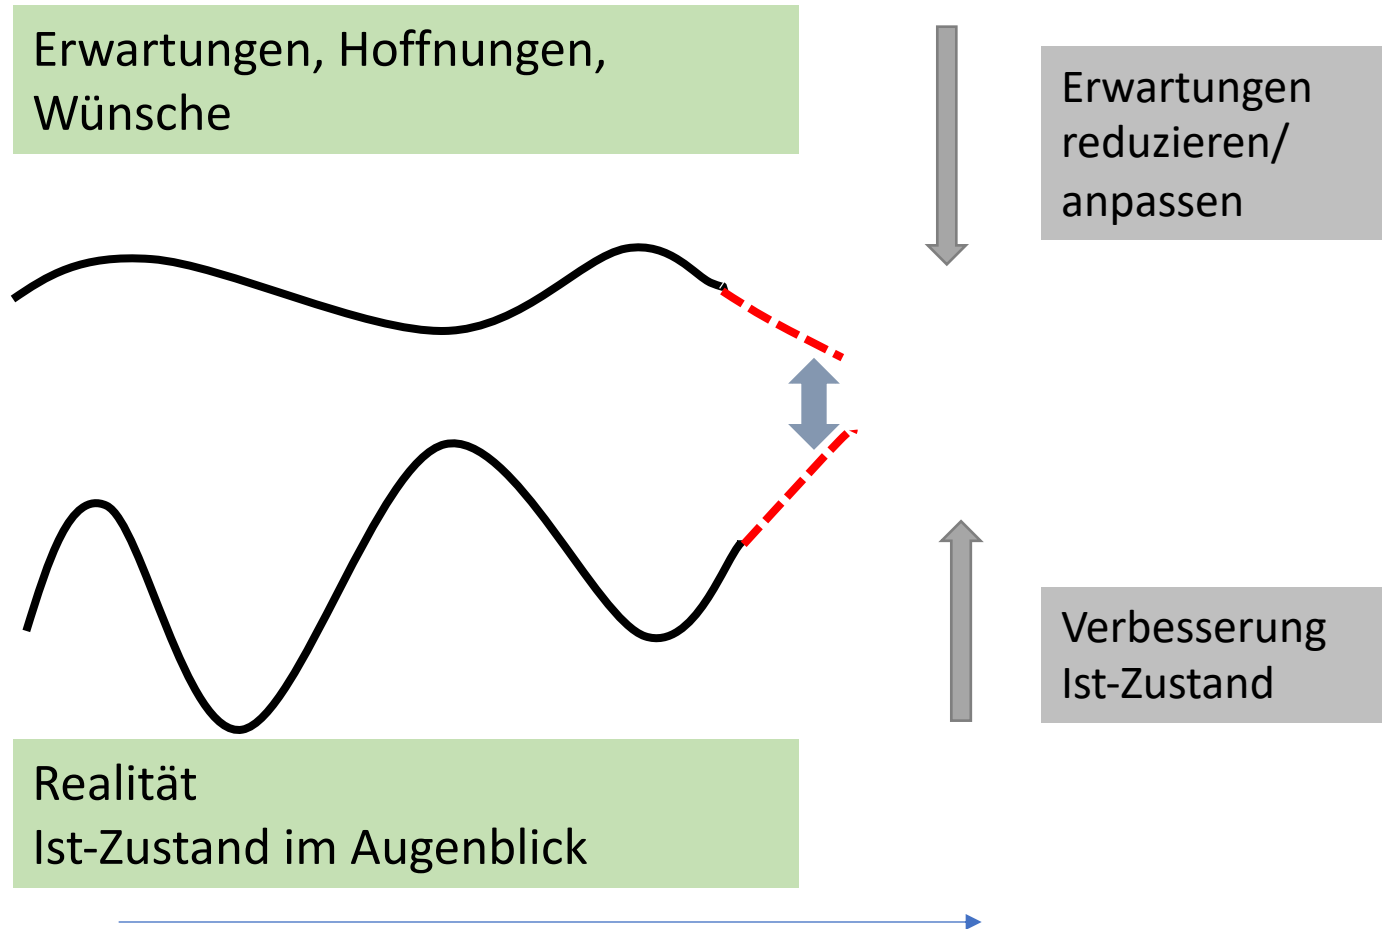 Erwartungen, Hoffnungen,
Wünsche
Erwartungen
reduzieren/
anpassen
Verbesserung
Ist-Zustand
Realität
Ist-Zustand im Augenblick